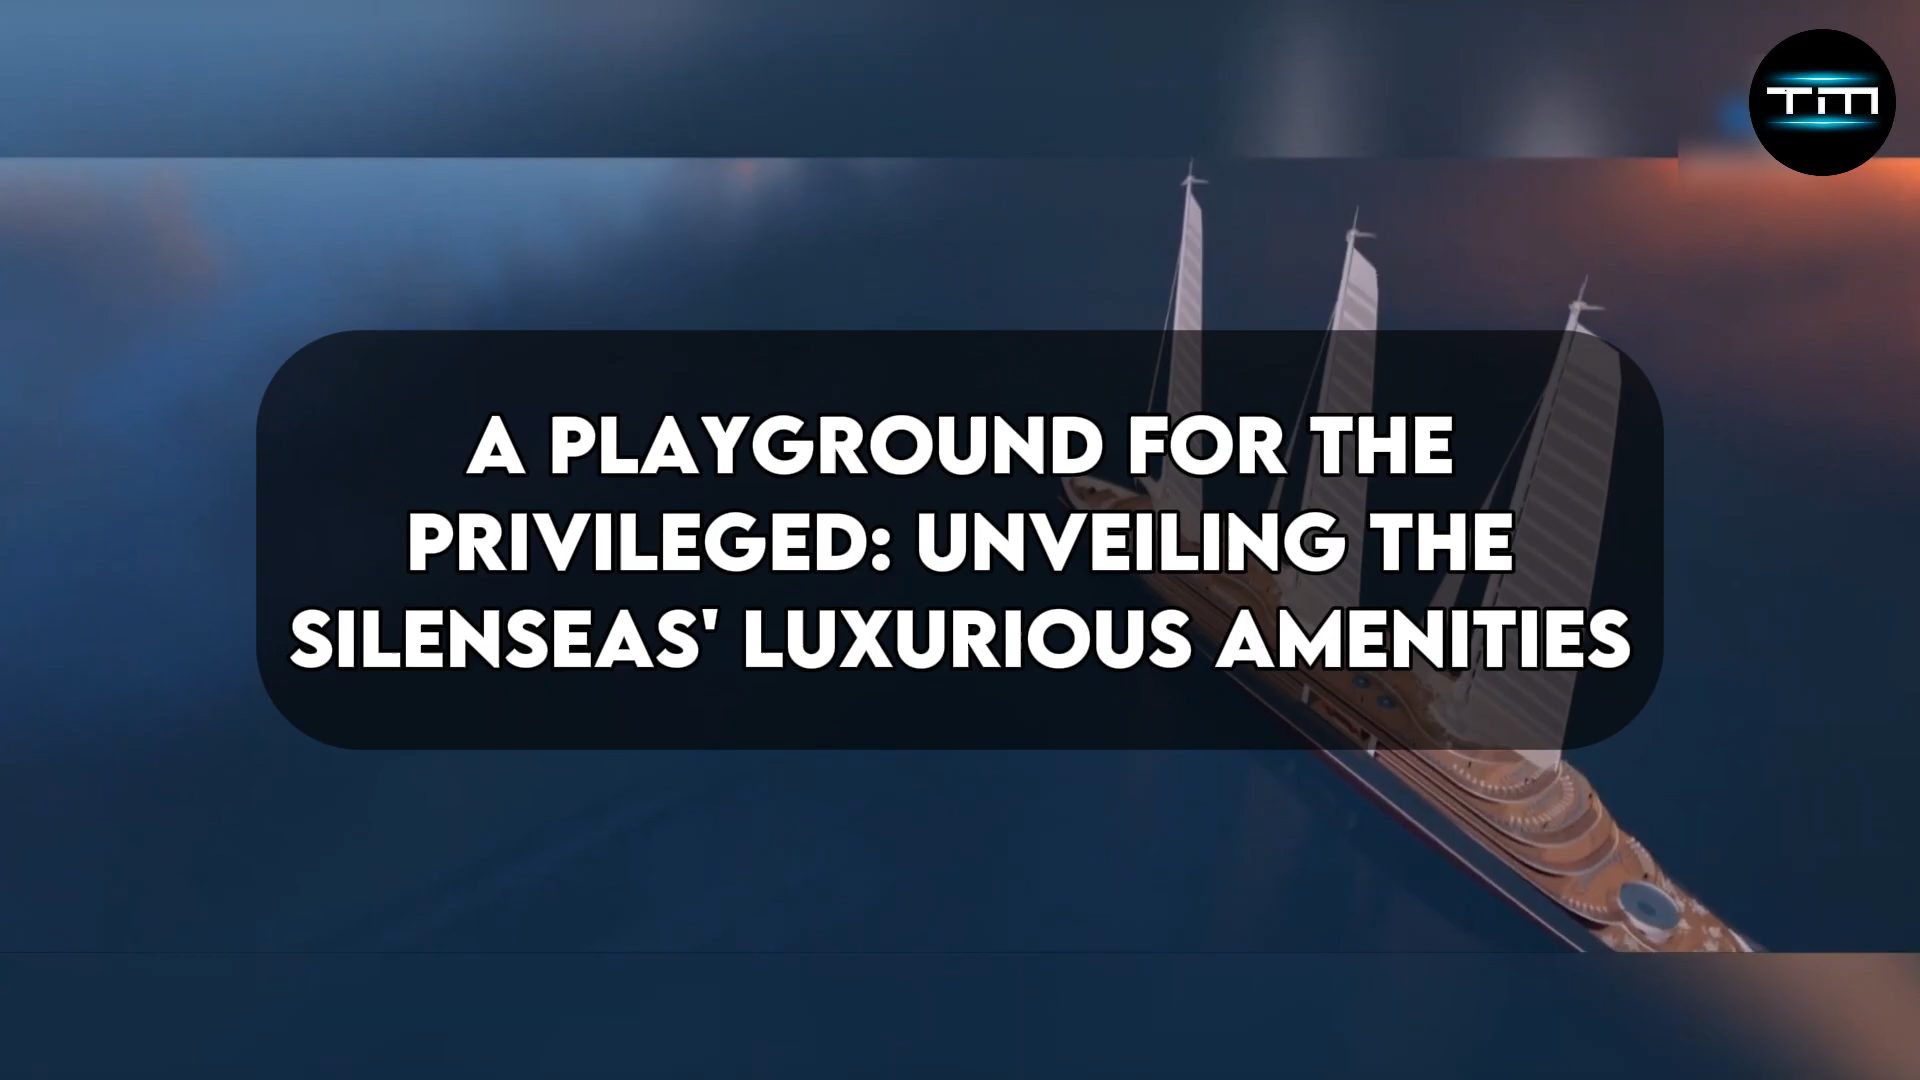 TM
A PLAYGROUND FOR THE
PRIVILEGED: UNVEILING THE
SILENSEAS' LUXURIOUS AMENITIES